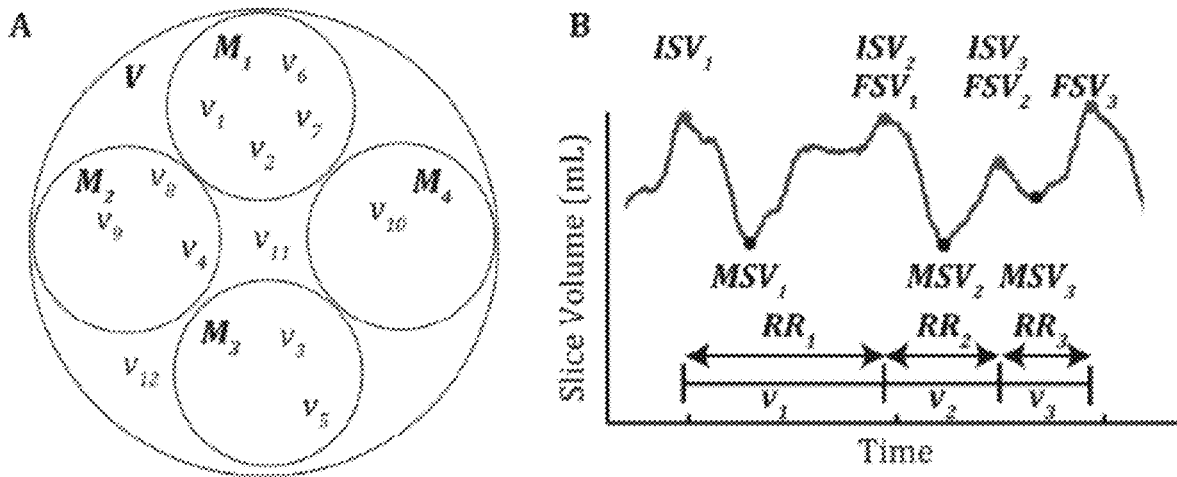 A
V
M1
v6
v1
v7
v2
M2
v8
v9
v4
M4
v10
v11
M3
v3
v5
v12
B
ISV1 ISV2 ISV3
FSV1 FSV2 FSV3
MSV1 MSV2 MSV3
RR1 RR2 RR3
v1 v2 v3
Slice Volume (mL)
Time